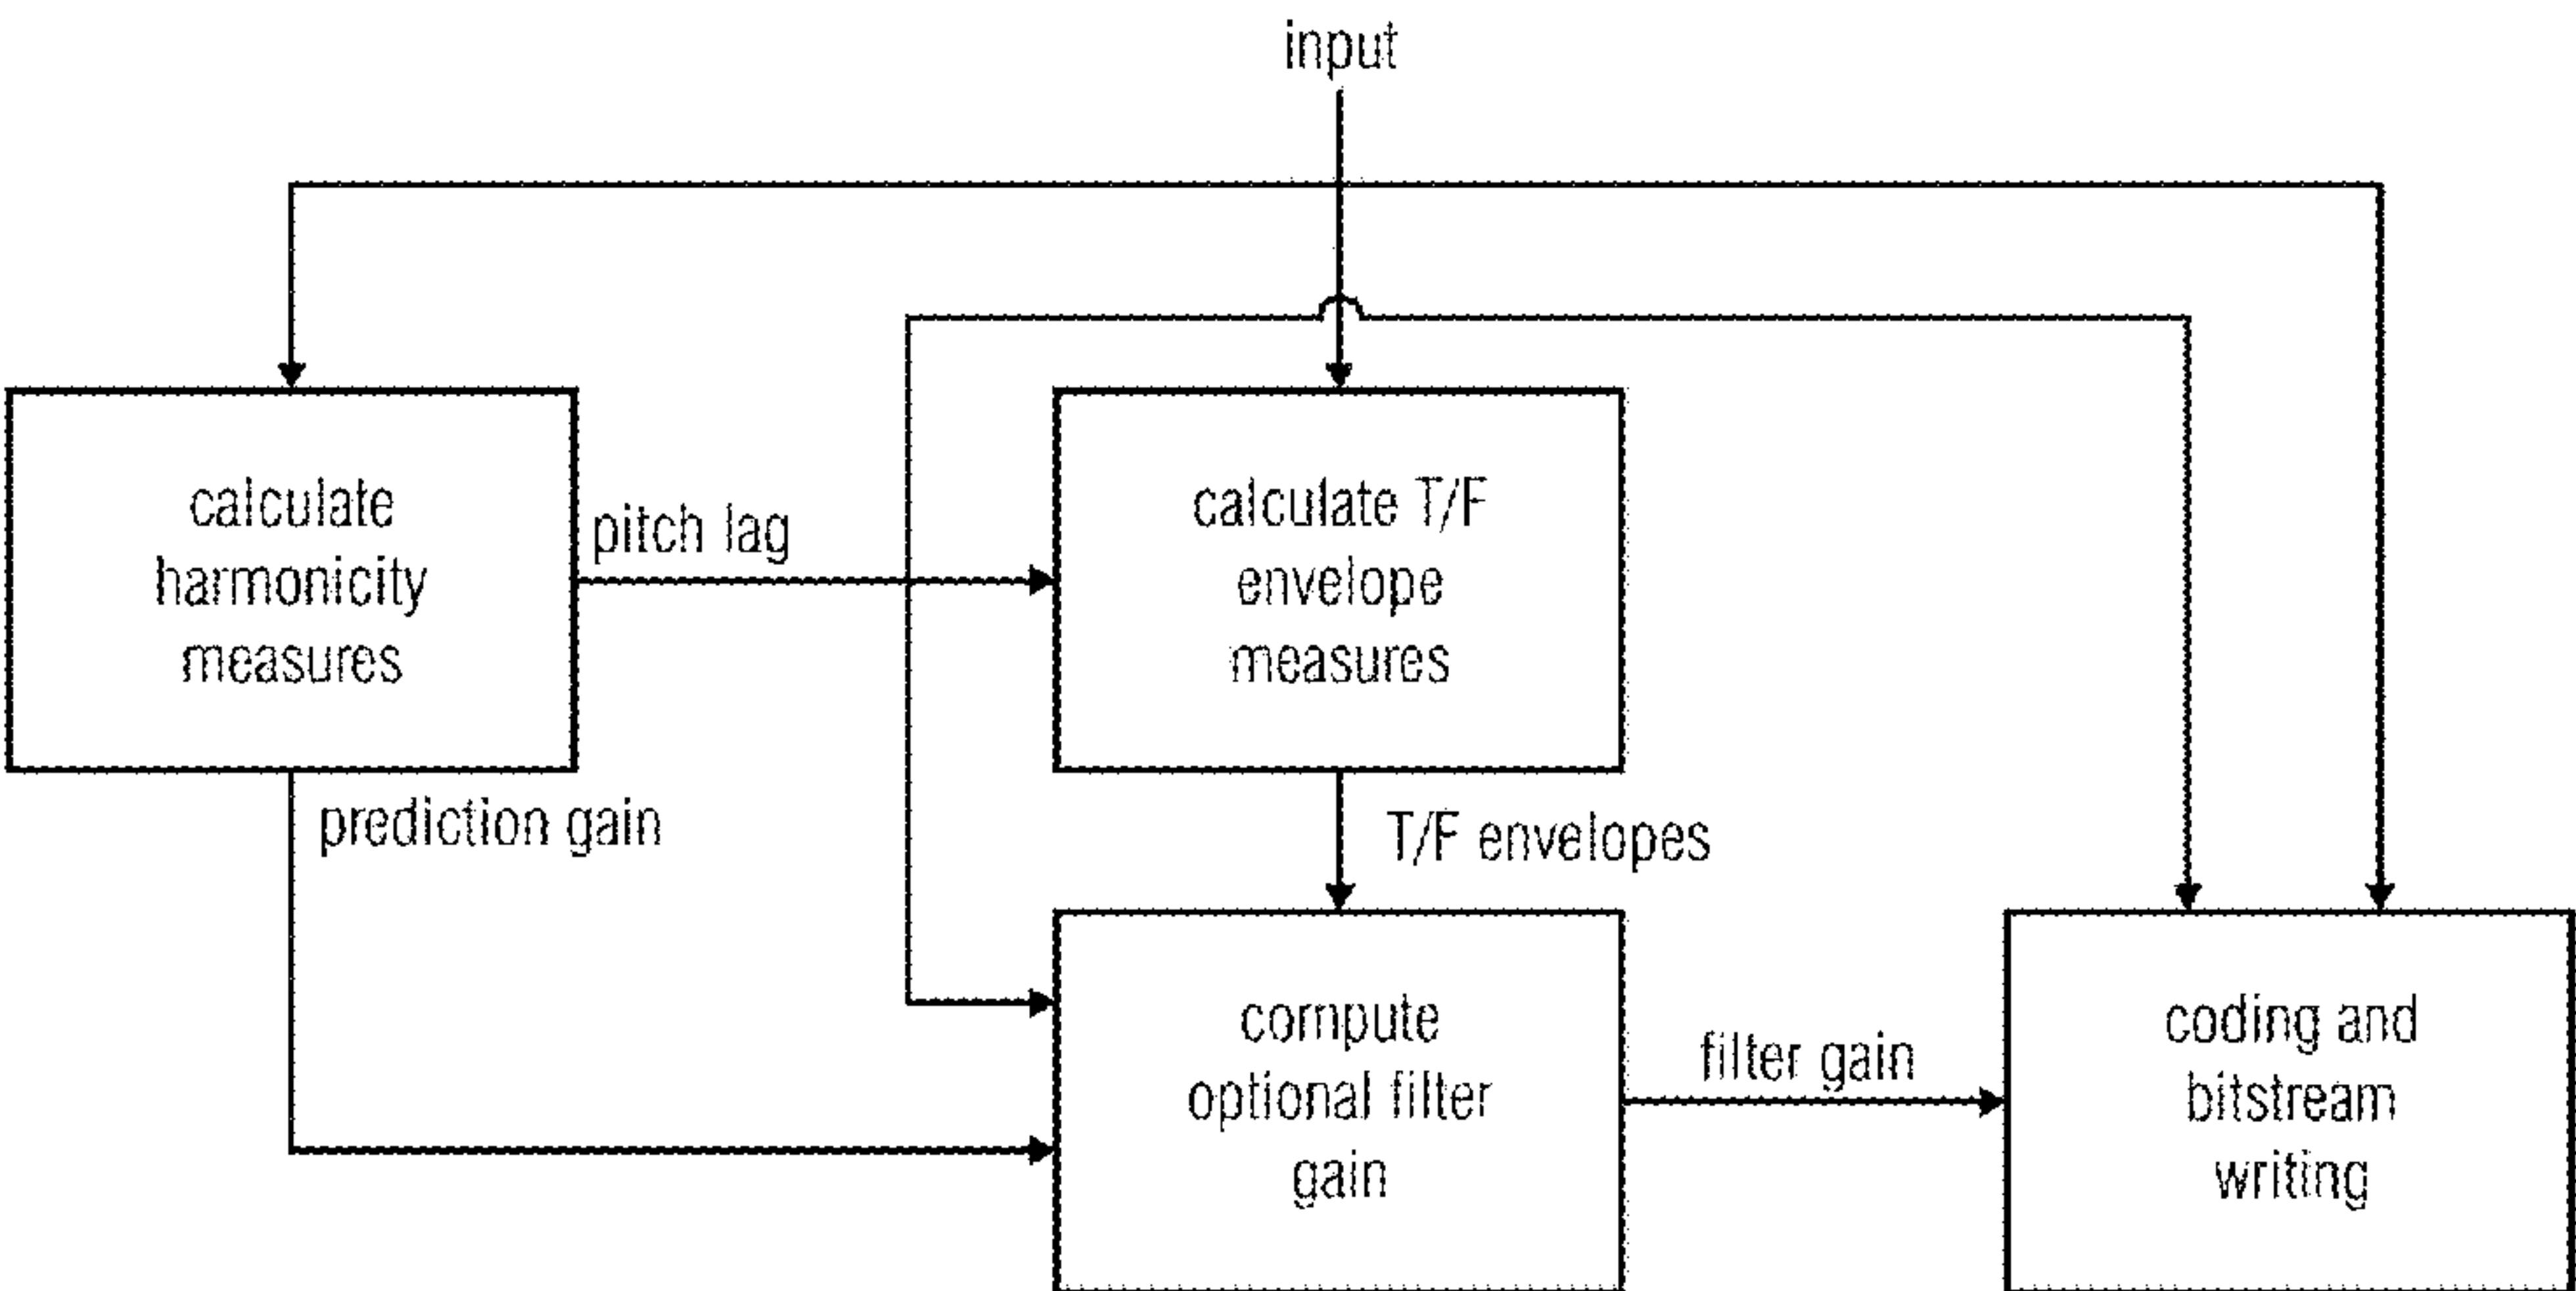 input
calculate
harmonicity
measures
pitch lag
calculate T/F
envelope
measures
prediction gain
T/F envelopes
compute
optional filter
gain
filter gain
coding and
bitstream
writing